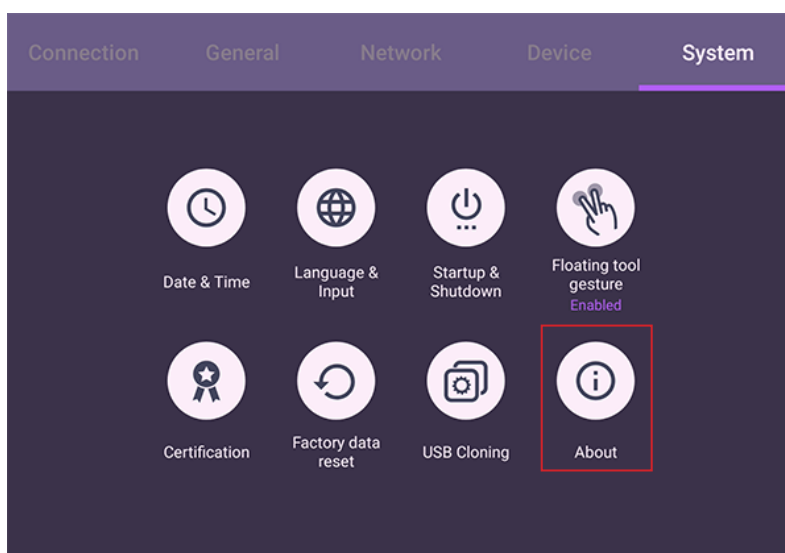 Connection General Network Device System
Date & Time
Language &
Input
Startup &
Shutdown
Floating tool
gesture
Enabled
Certification
Factory data
reset
USB Cloning
About